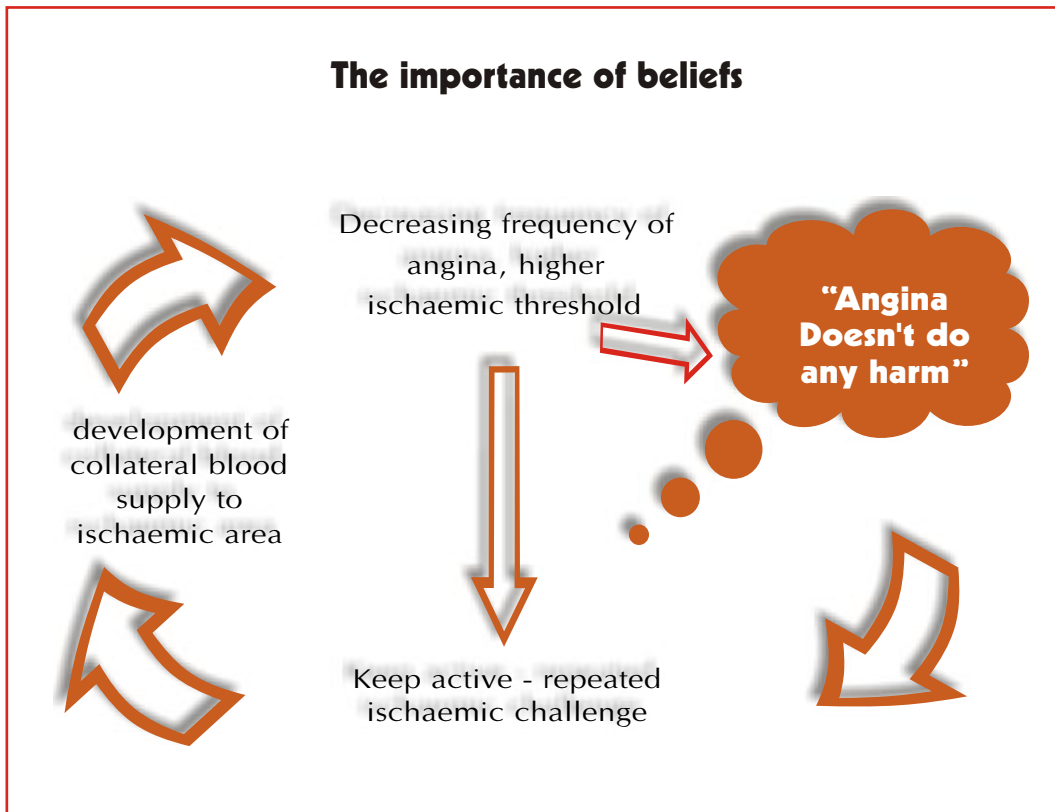 The importance of beliefs
Decreasing frequency of
angina, higher
ischaemic threshold
“Angina
Doesn't do
any harm”
development of
collateral blood
supply to
ischaemic area
Keep active - repeated
ischaemic challenge